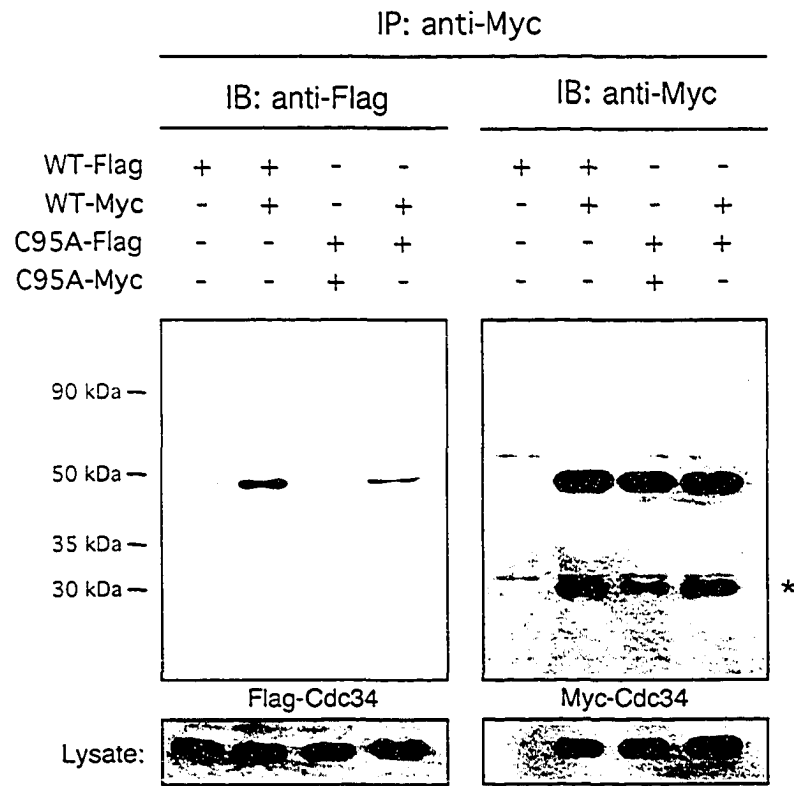 IP: anti-Myc
IB: anti-Flag IB: anti-Myc
WT-Flag + + - - + + - -
WT-Myc - + - + - + - +
C95A-Flag - - + + - - + +
C95A-Myc - - + - - - + -
90 kDa
50 kDa
35 kDa
30 kDa *
Flag-Cdc34 Myc-Cdc34
Lysate: